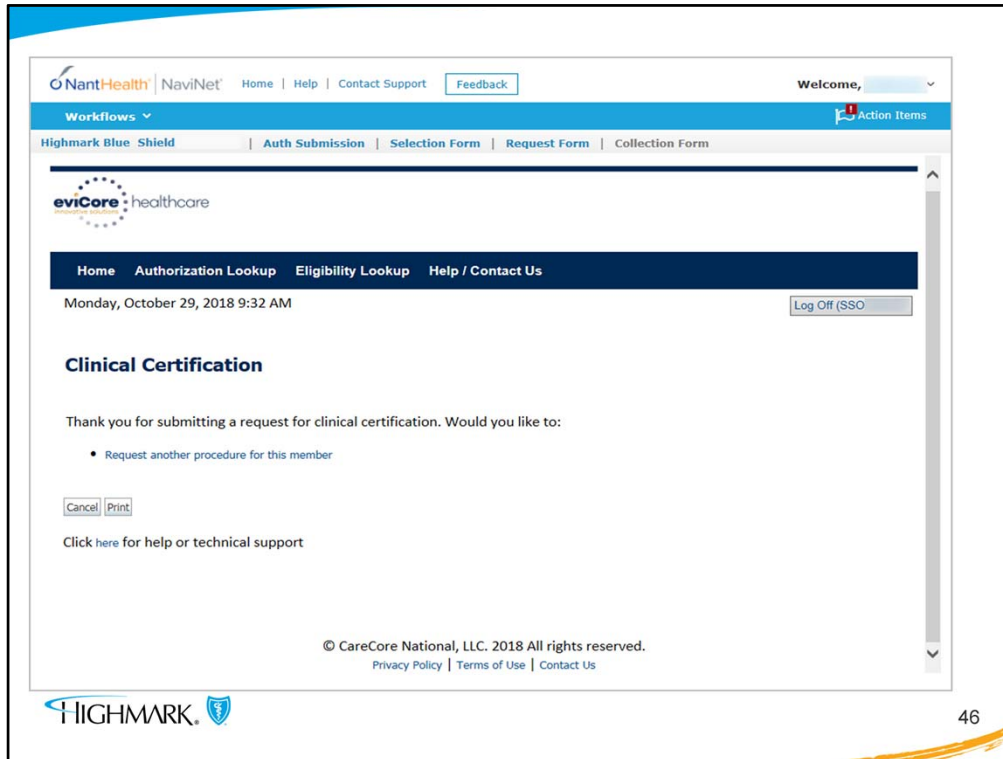 NantHealth NaviNet Home | Help | Contact Support Feedback Welcome,
Workflows Action Items
Highmark Blue Shield | Auth Submission | Selection Form | Request Form | Collection Form
eviCore healthcare
innovative solutions
Home Authorization Lookup Eligibility Lookup Help / Contact Us
Monday, October 29, 2018 9:32 AM Log Off (SSO
Clinical Certification
Thank you for submitting a request for clinical certification. Would you like to:
• Request another procedure for this member
Cancel Print
Click here for help or technical support
© CareCore National, LLC. 2018 All rights reserved.
Privacy Policy | Terms of Use | Contact Us
HIGHMARK.
46